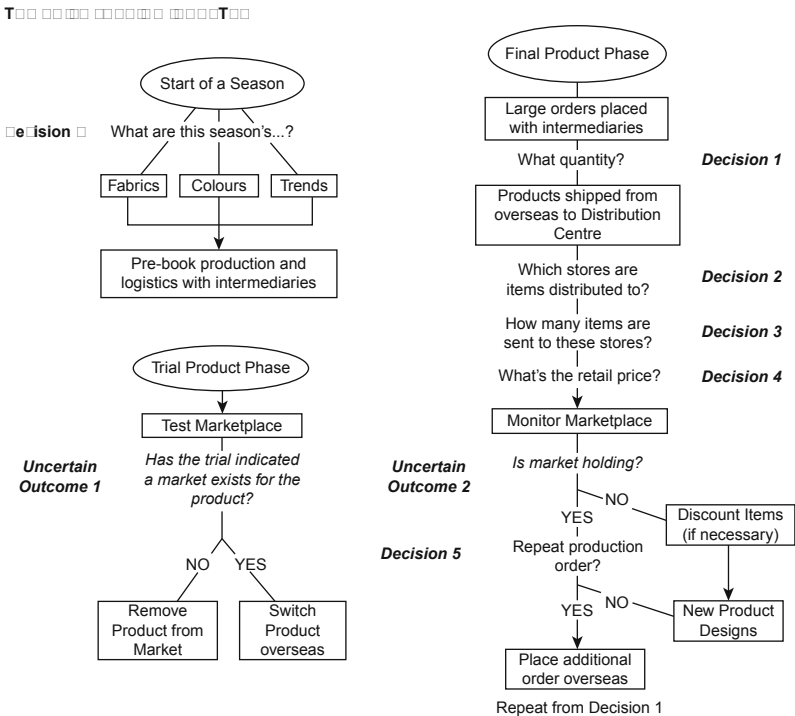 Start of a Season
What are this season's...?
Fabrics
Colours
Trends
Pre-book production and
logistics with intermediaries
Trial Product Phase
Test Marketplace
Uncertain
Outcome 1
Has the trial indicated
a market exists for the
product?
NO
YES
Remove
Product from
Market
Switch
Product
overseas
Final Product Phase
Large orders placed
with intermediaries
What quantity?
Decision 1
Products shipped from
overseas to Distribution
Centre
Which stores are
items distributed to?
Decision 2
How many items are
sent to these stores?
Decision 3
What's the retail price?
Decision 4
Monitor Marketplace
Uncertain
Outcome 2
Is market holding?
NO
YES
Discount Items
(if necessary)
Decision 5
Repeat production
order?
NO
YES
New Product
Designs
Place additional
order overseas
Repeat from Decision 1